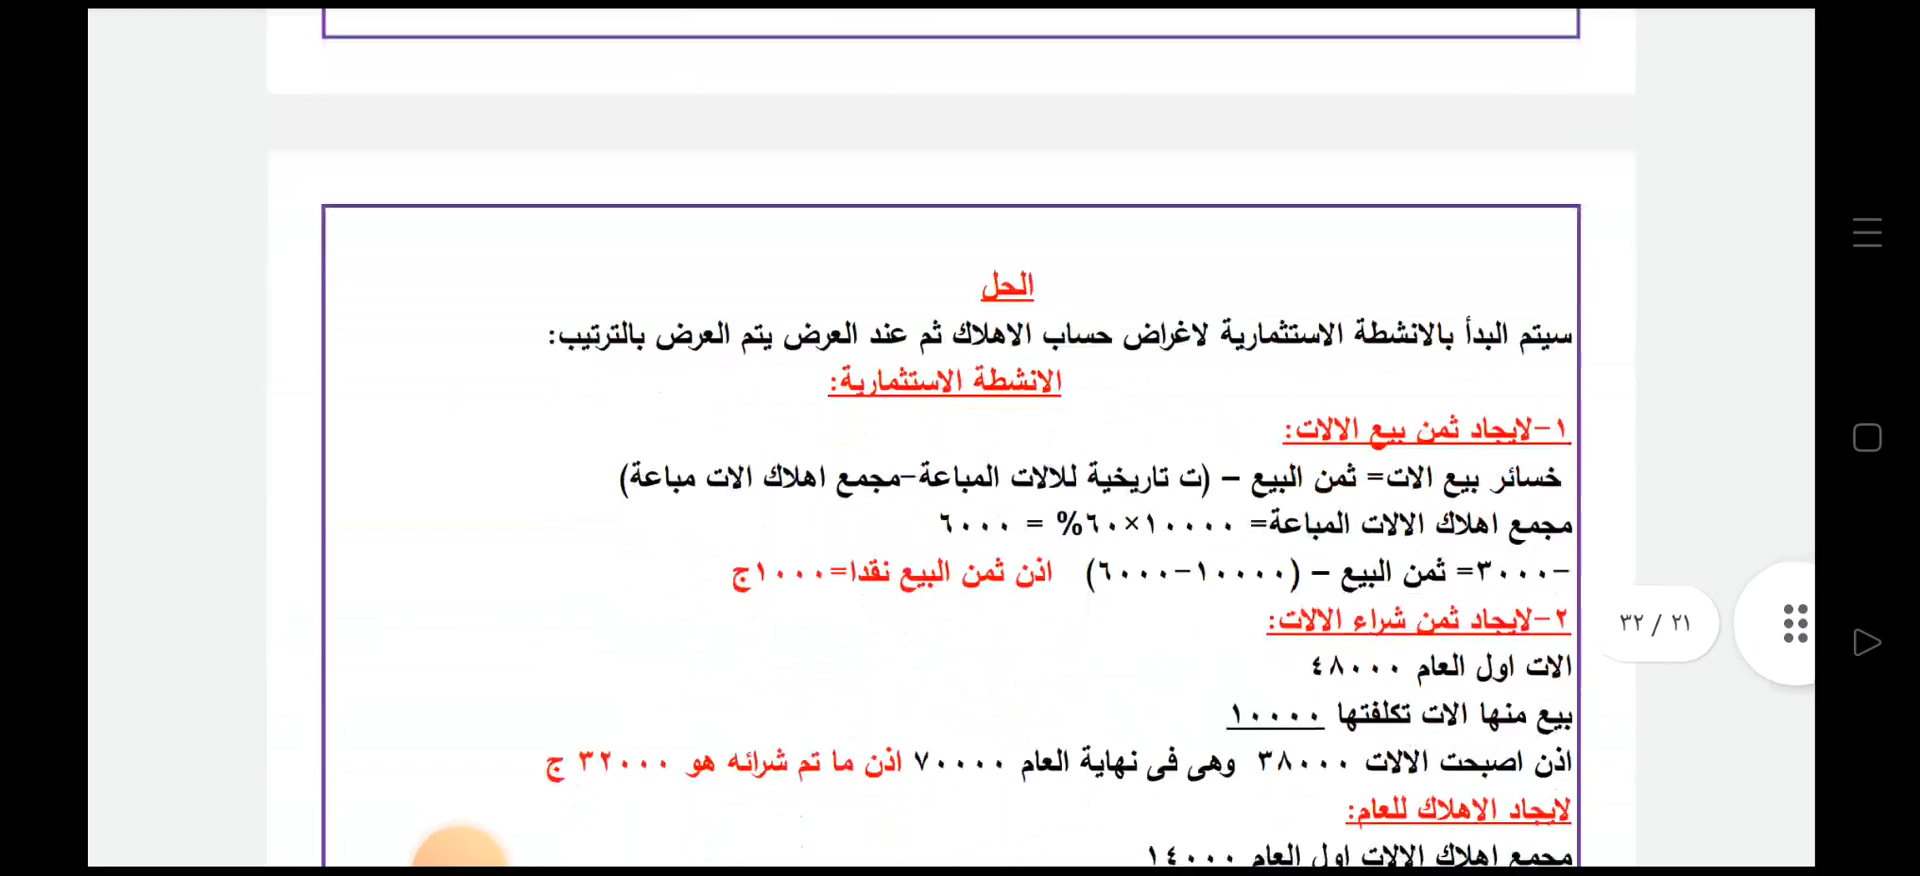 الحل
سيتم البدأ بالانشطة الاستثمارية لاغراض حساب الاهلاك ثم عند العرض يتم العرض بالترتيب:
الانشطة الاستثمارية:
١-لايجاد ثمن بيع الالات:
خسائر بيع الات= ثمن البيع – (ت تاريخية للالات المباعة-مجمع اهلاك الات مباعة)
مجمع اهلاك الالات المباعة= ١٠٠٠٠×٦٠% = ٦٠٠٠
-٣٠٠٠= ثمن البيع – (١٠٠٠٠-٦٠٠٠) اذن ثمن البيع نقدا=١٠٠٠ج
٢-لايجاد ثمن شراء الالات:
٢١ / ٣٢
الات اول العام ٤٨٠٠٠
بيع منها الات تكلفتها ١٠٠٠٠
اذن اصبحت الالات ٣٨٠٠٠ وهى فى نهاية العام ٧٠٠٠٠ اذن ما تم شرائه هو ٣٢٠٠٠ ج
لايجاد الاهلاك للعام:
مجمع اهلاك الالات اول العام ١٤٠٠٠